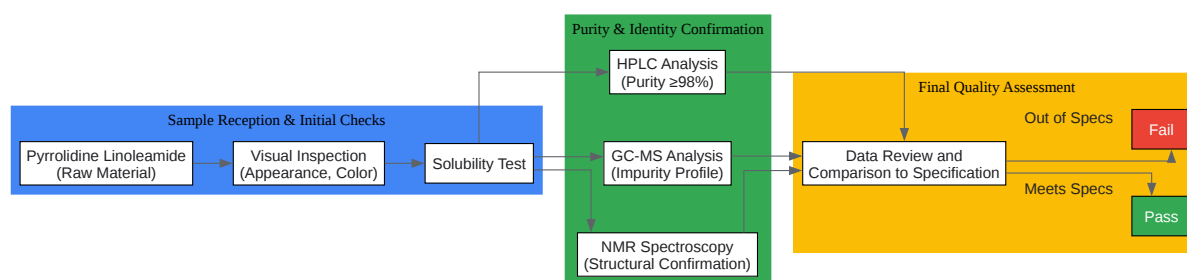 Sample Reception & Initial Checks
Pyrrolidine Linoleamide
(Raw Material)
Visual Inspection
(Appearance, Color)
Solubility Test
Purity & Identity Confirmation
HPLC Analysis
(Purity ≥98%)
GC-MS Analysis
(Impurity Profile)
NMR Spectroscopy
(Structural Confirmation)
Final Quality Assessment
Data Review and
Comparison to Specification
Out of Specs
Fail
Meets Specs
Pass